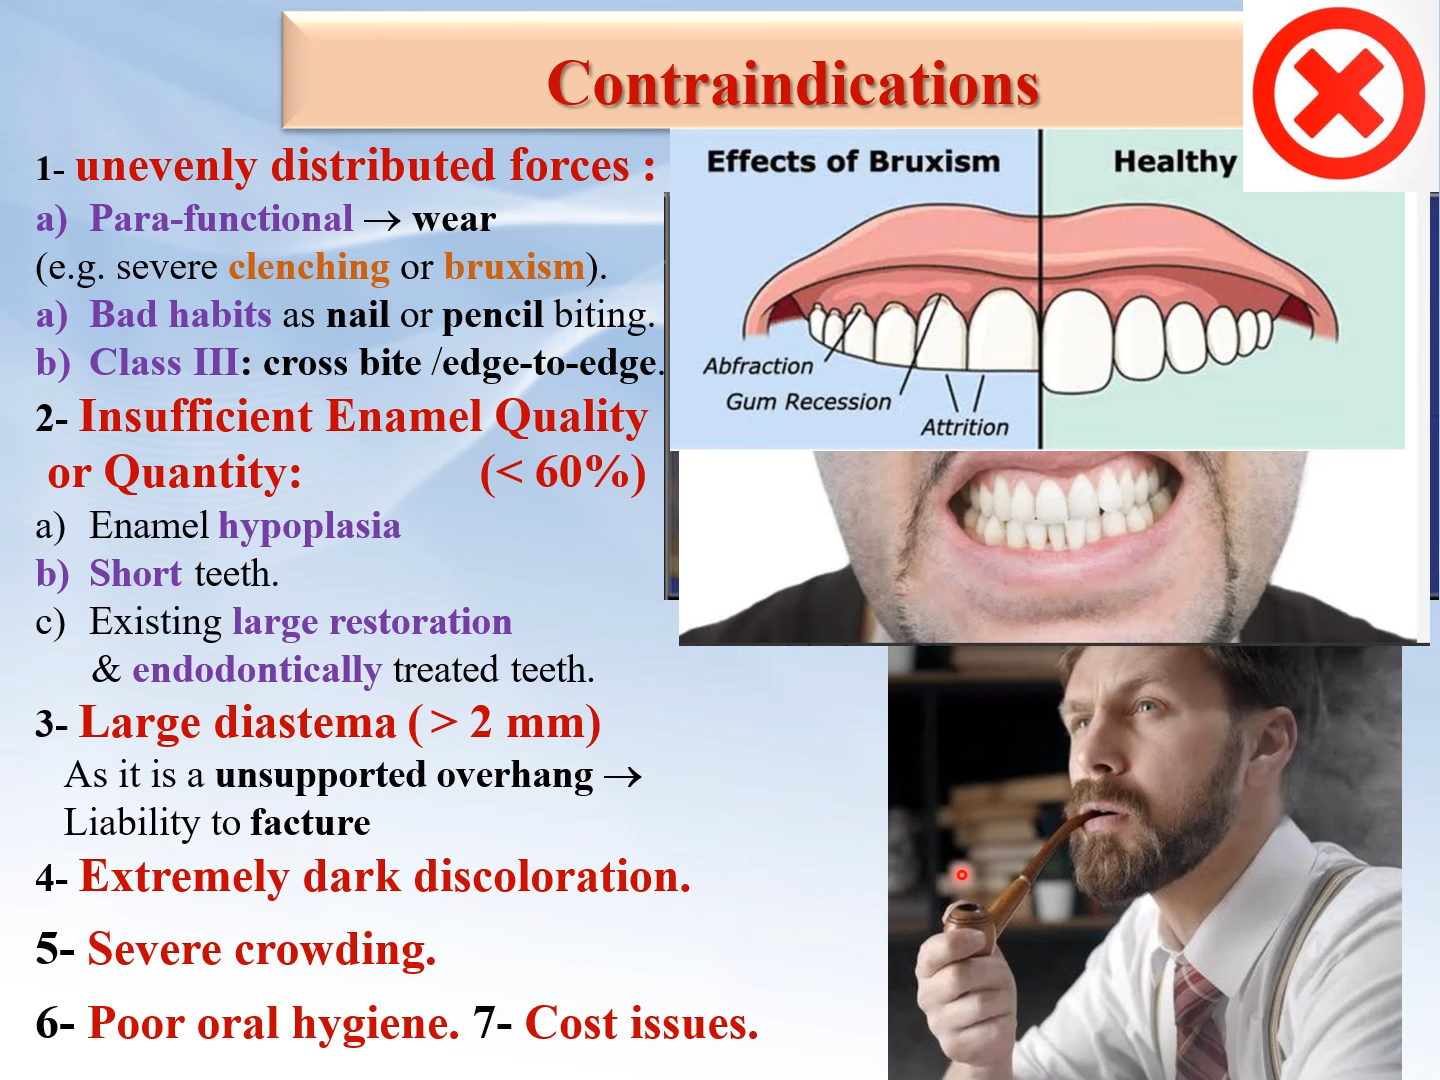 Contraindications
1- unevenly distributed forces :
a) Para-functional → wear
(e.g. severe clenching or bruxism).
a) Bad habits as nail or pencil biting.
b) Class III: cross bite /edge-to-edge.
2- Insufficient Enamel Quality
or Quantity: (< 60%)
a) Enamel hypoplasia
b) Short teeth.
c) Existing large restoration
& endodontically treated teeth.
3- Large diastema ( > 2 mm)
As it is a unsupported overhang →
Liability to facture
4- Extremely dark discoloration.
5- Severe crowding.
6- Poor oral hygiene. 7- Cost issues.
Effects of Bruxism
Healthy
Abfraction
Gum Recession
Attrition